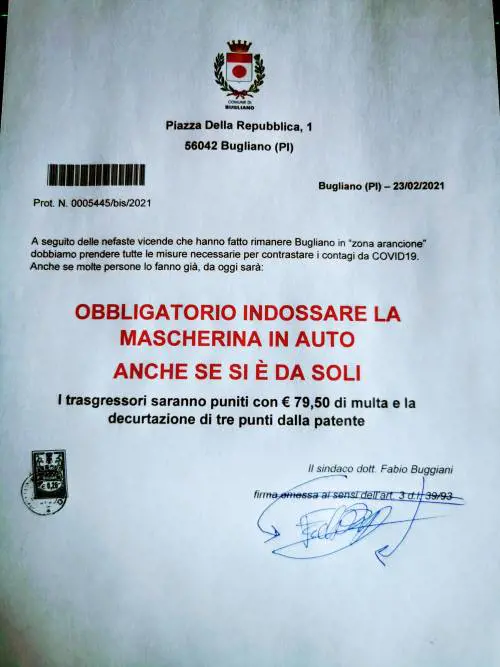 COMUNE DI
BUGLIANO
Piazza Della Repubblica, 1
56042 Bugliano (PI)
Bugliano (PI) – 23/02/2021
Prot. N. 0005445/bis/2021
A seguito delle nefaste vicende che hanno fatto rimanere Bugliano in “zona arancione”
dobbiamo prendere tutte le misure necessarie per contrastare i contagi da COVID19.
Anche se molte persone lo fanno già, da oggi sarà:
OBBLIGATORIO INDOSSARE LA
MASCHERINA IN AUTO
ANCHE SE SI È DA SOLI
I trasgressori saranno puniti con € 79,50 di multa e la
decurtazione di tre punti dalla patente
Il sindaco dott. Fabio Buggiani
firma omessa ai sensi dell'art. 3 d.l. 39/93